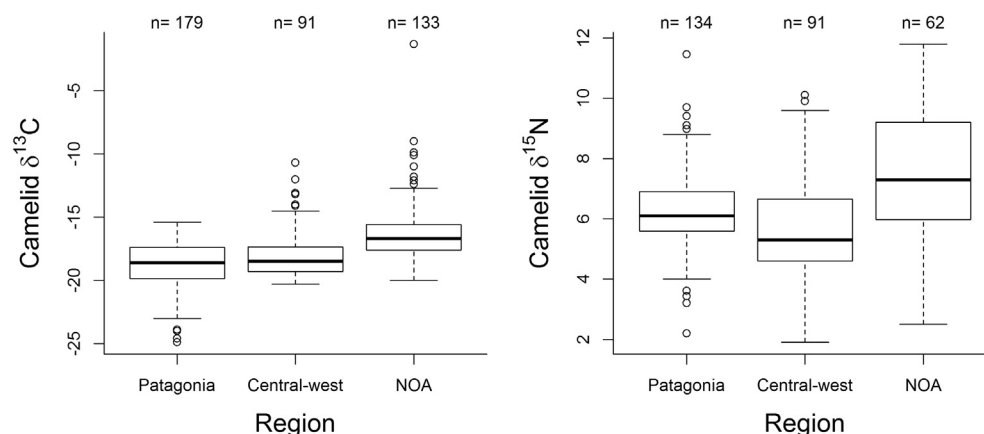 n= 179 n= 91 n= 133
-5
-10
-15
-20
-25
Camelid δ¹³C
Patagonia Central-west NOA
Region
n= 134 n= 91 n= 62
12
10
8
6
4
2
Camelid δ¹⁵N
Patagonia Central-west NOA
Region